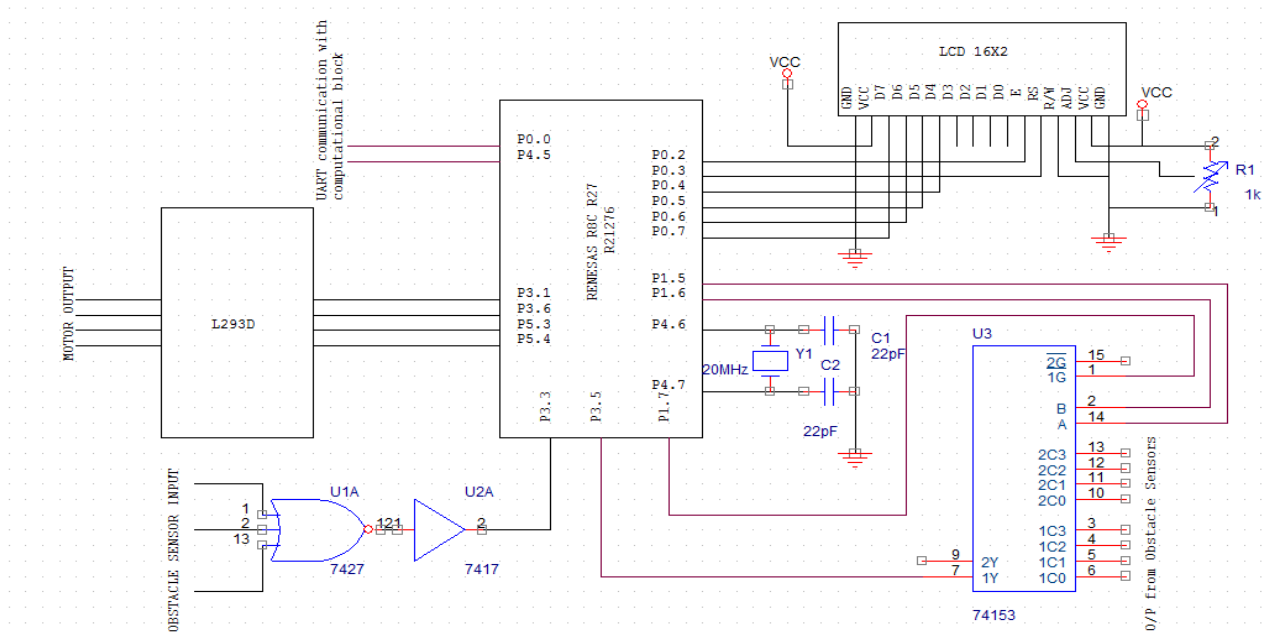 UART communication with
computational block
LCD 16X2
VCC
VCC
GND
VCC
D7
D6
D5
D4
D3
D2
D1
D0
E
RS
R/W
ADJ
VCC
GND
2
R1
1k
1
P0.0
P4.5
P0.2
P0.3
P0.4
P0.5
P0.6
P0.7
RENESAS R8C R27
R21276
P1.5
P1.6
P3.1
P3.6
P5.3
P5.4
P4.6
P4.7
P3.3
P3.5
P1.7
MOTOR OUTPUT
L293D
20MHz
Y1
C1
22pF
C2
22pF
U3
2G
15
1G
1
B
2
A
14
2C3
13
2C2
12
2C1
11
2C0
10
1C3
3
1C2
4
1C1
5
1C0
6
9
2Y
7
1Y
74153
O/P from Obstacle Sensors
OBSTACLE SENSOR INPUT
1
2
13
U1A
121
7427
U2A
2
7417